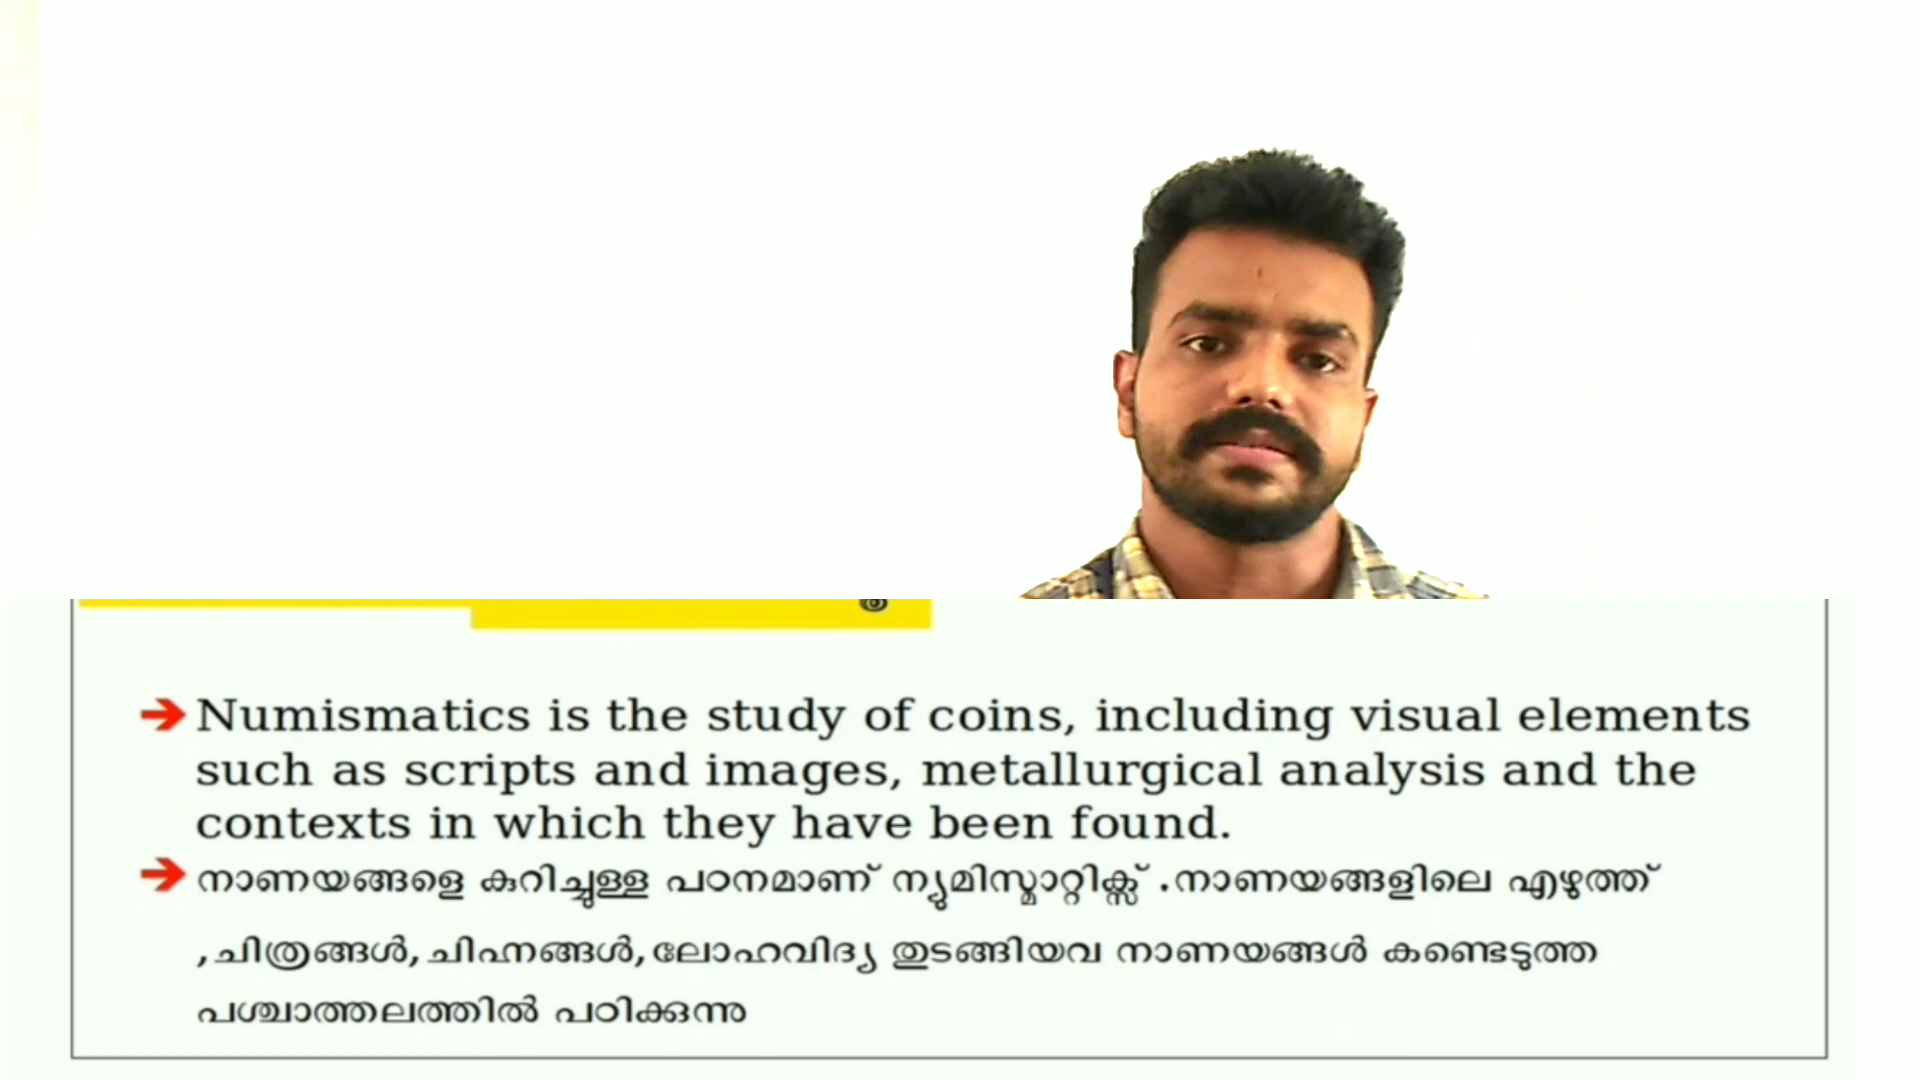 Numismatics is the study of coins, including visual elements
such as scripts and images, metallurgical analysis and the
contexts in which they have been found.
നാണയങ്ങളെ കുറിച്ചുള്ള പഠനമാണ് ന്യുമിസ്മാറ്റിക്സ് .നാണയങ്ങളിലെ എഴുത്ത്
,ചിത്രങ്ങൾ,ചിഹ്നങ്ങൾ,ലോഹവിദ്യ തുടങ്ങിയവ നാണയങ്ങൾ കണ്ടെടുത്ത
പശ്ചാത്തലത്തിൽ പഠിക്കുന്നു